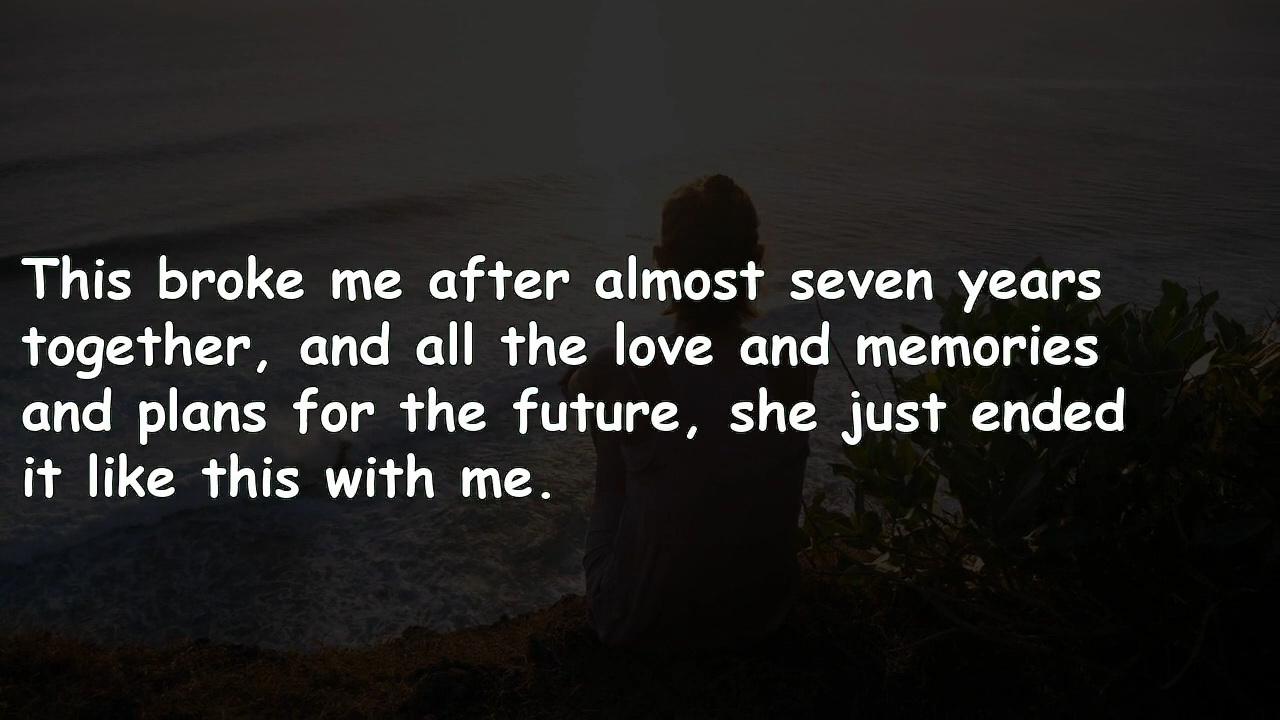 This broke me after almost seven years
together, and all the love and memories
and plans for the future, she just ended
it like this with me.